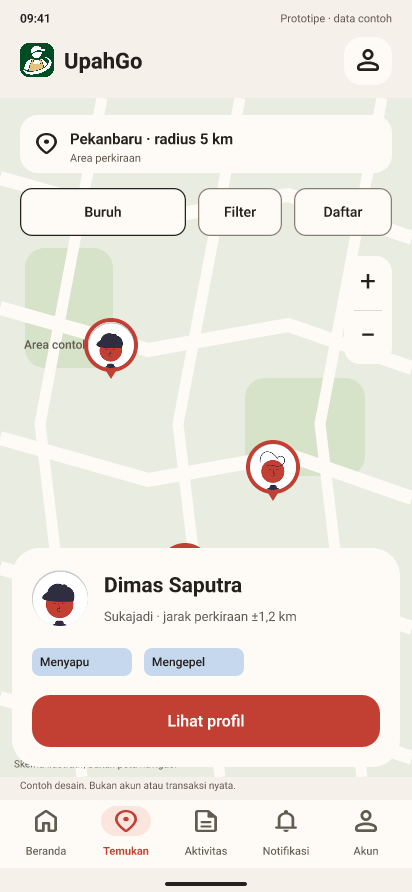 09:41
Prototipe · data contoh
UpahGo
Pekanbaru · radius 5 km
Area perkiraan
Buruh
Filter
Daftar
+
−
Area contoh
Dimas Saputra
Sukajadi · jarak perkiraan ±1,2 km
Menyapu
Mengepel
Lihat profil
Contoh desain. Bukan akun atau transaksi nyata.
Beranda
Temukan
Aktivitas
Notifikasi
Akun